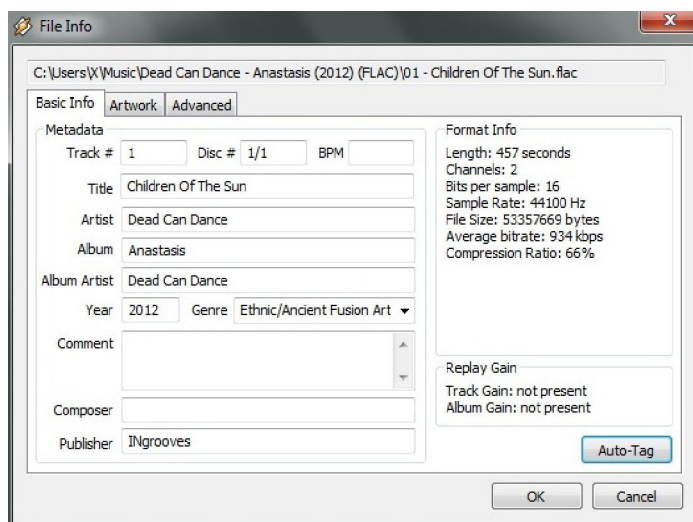 File Info
C:\Users\X\Music\Dead Can Dance - Anastasis (2012) (FLAC)\01 - Children Of The Sun.flac
Basic Info Artwork Advanced
Metadata
Track # 1 Disc # 1/1 BPM
Title Children Of The Sun
Artist Dead Can Dance
Album Anastasis
Album Artist Dead Can Dance
Year 2012 Genre Ethnic/Ancient Fusion Art
Comment
Composer
Publisher INgrooves
Format Info
Length: 457 seconds
Channels: 2
Bits per sample: 16
Sample Rate: 44100 Hz
File Size: 53357669 bytes
Average bitrate: 934 kbps
Compression Ratio: 66%
Replay Gain
Track Gain: not present
Album Gain: not present
Auto-Tag
OK Cancel